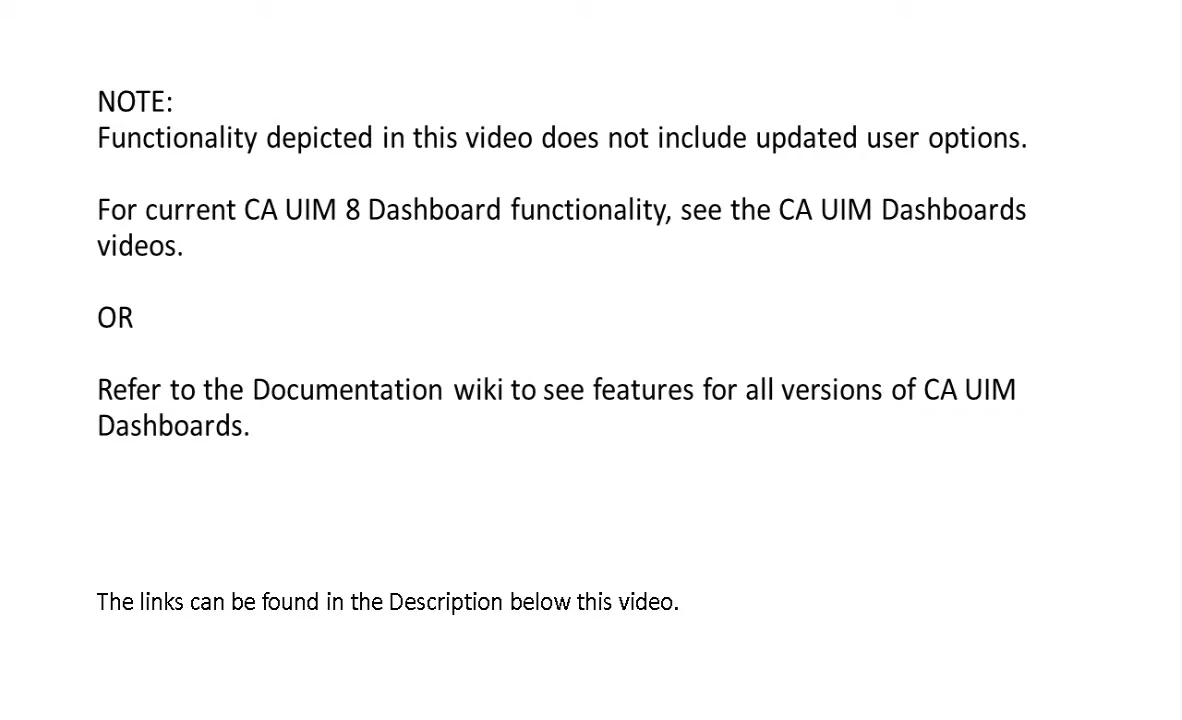 NOTE:
Functionality depicted in this video does not include updated user options.
For current CA UIM 8 Dashboard functionality, see the CA UIM Dashboards
videos.
OR
Refer to the Documentation wiki to see features for all versions of CA UIM
Dashboards.
The links can be found in the Description below this video.